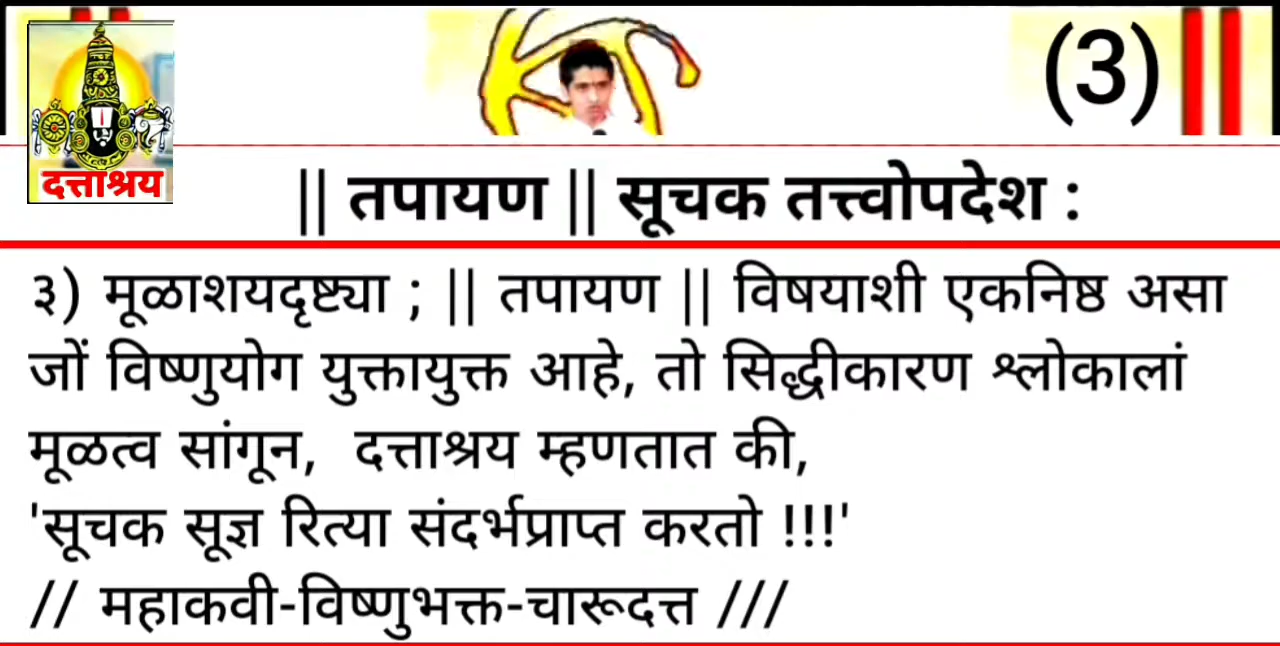 (3)
दत्ताश्रय
|| तपायण || सूचक तत्त्वोपदेश :
३) मूळाशयदृष्ट्या ; || तपायण || विषयाशी एकनिष्ठ असा
जों विष्णुयोग युक्तायुक्त आहे, तो सिद्धीकारण श्लोकालां
मूळत्व सांगून, दत्ताश्रय म्हणतात की,
'सूचक सूज्ञ रित्या संदर्भप्राप्त करतो !!!'
// महाकवी-विष्णुभक्त-चारूदत्त ///